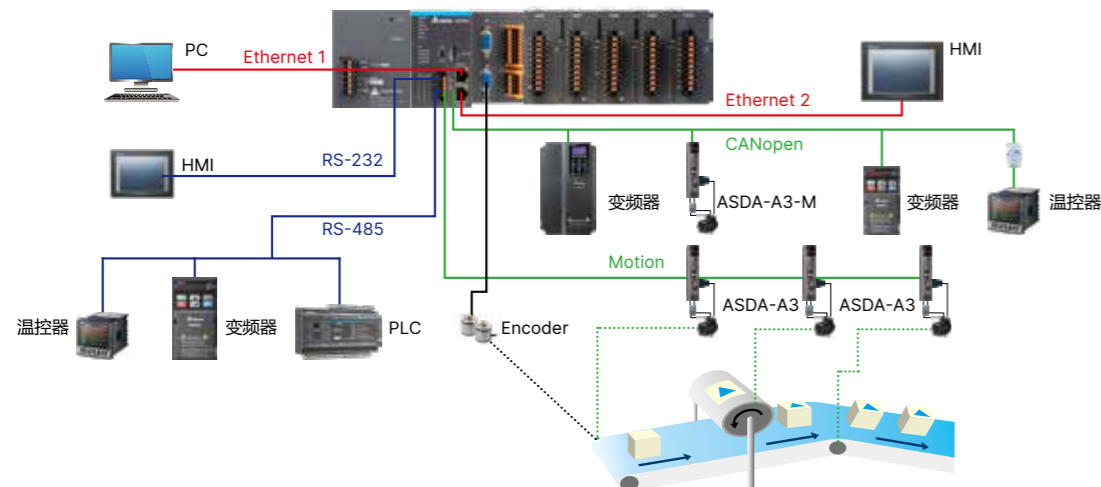 PC
Ethernet 1
HMI
Ethernet 2
CANopen
RS-232
HMI
变频器
ASDA-A3-M
变频器
温控器
RS-485
Motion
ASDA-A3
ASDA-A3
温控器
变频器
PLC
Encoder